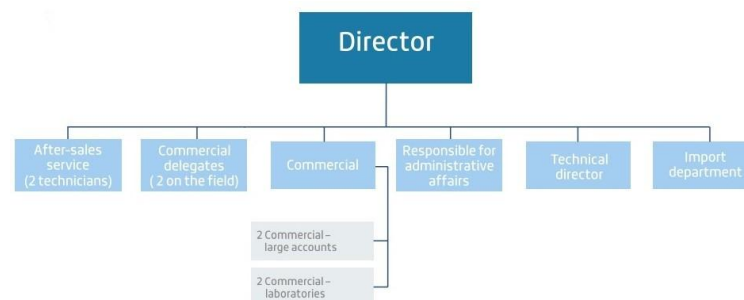 Director
After-sales
service
(2 technicians)
Commercial
delegates
( 2 on the field)
Commercial
Responsible for
administrative
affairs
Technical
director
Import
department
2 Commercial –
large accounts
2 Commercial –
laboratories